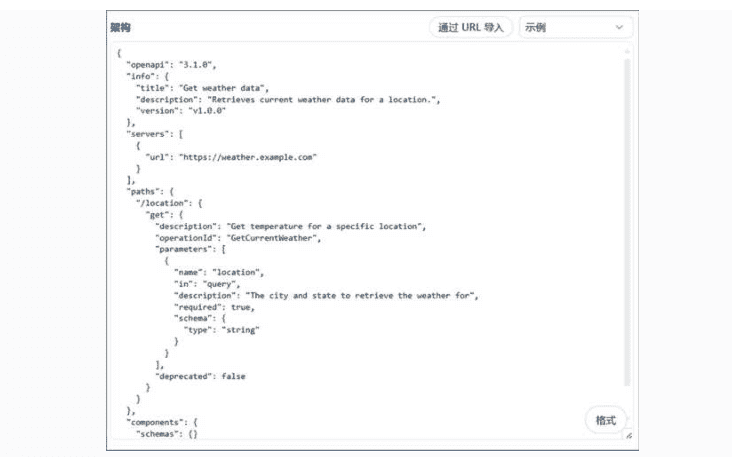 架构 通过 URL 导入 示例
{
  "openapi": "3.1.0",
  "info": {
    "title": "Get weather data",
    "description": "Retrieves current weather data for a location.",
    "version": "v1.0.0"
  },
  "servers": [
    {
      "url": "https://weather.example.com"
    }
  ],
  "paths": {
    "/location": {
      "get": {
        "description": "Get temperature for a specific location",
        "operationId": "GetCurrentWeather",
        "parameters": [
          {
            "name": "location",
            "in": "query",
            "description": "The city and state to retrieve the weather for",
            "required": true,
            "schema": {
              "type": "string"
            }
          }
        ],
        "deprecated": false
      }
    }
  },
  "components": {
    "schemas": {}
格式